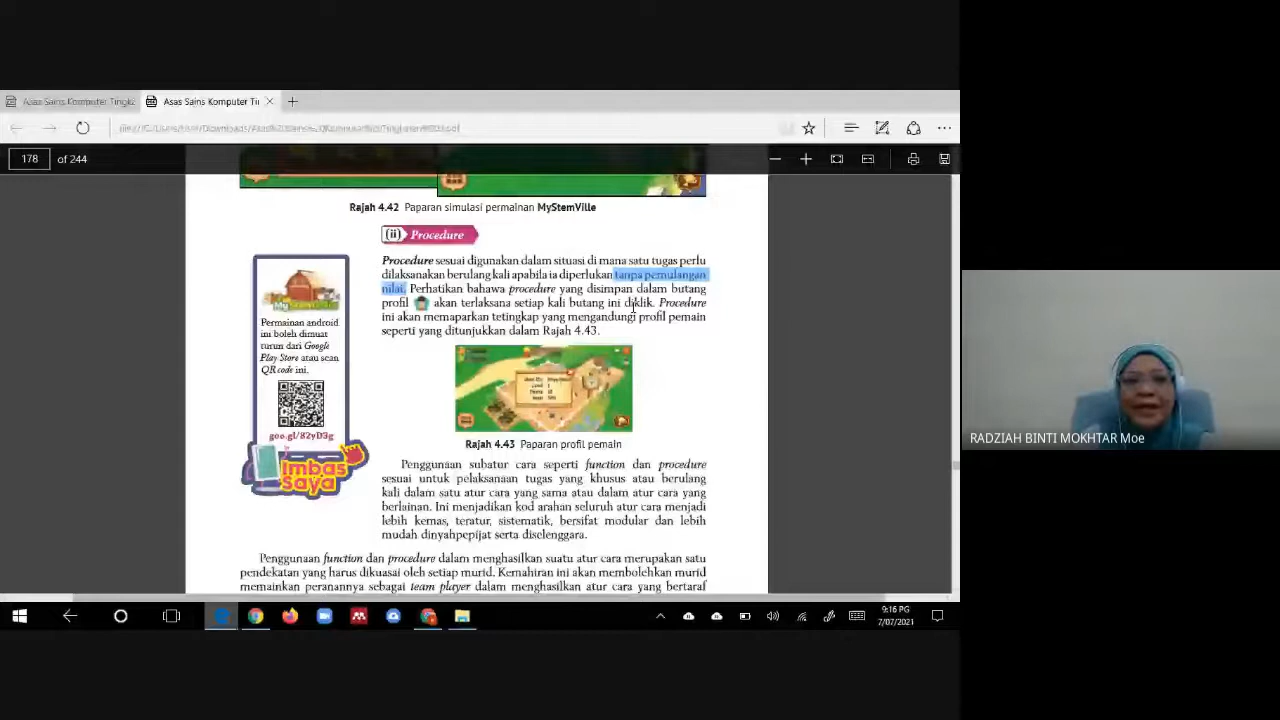 Asas Sains Komputer Tingka
Asas Sains Komputer Tin
178 of 244
Rajah 4.42 Paparan simulasi permainan MyStemVille
(ii) Procedure
Procedure sesuai digunakan dalam situasi di mana satu tugas perlu
dilaksanakan berulang kali apabila ia diperlukan tanpa pemulangan
nilai. Perhatikan bahawa procedure yang disimpan dalam butang
profil akan terlaksana setiap kali butang ini diklik. Procedure
ini akan memaparkan tetingkap yang mengandungi profil pemain
seperti yang ditunjukkan dalam Rajah 4.43.
MyStemVille
Permainan android
ini boleh dimuat
turun dari Google
Play Store atau scan
QR code ini.
goo.gl/82yD3g
Imbas
Saya
Rajah 4.43 Paparan profil pemain
Penggunaan subatur cara seperti function dan procedure
sesuai untuk pelaksanaan tugas yang khusus atau berulang
kali dalam satu atur cara yang sama atau dalam atur cara yang
berlainan. Ini menjadikan kod arahan seluruh atur cara menjadi
lebih kemas, teratur, sistematik, bersifat modular dan lebih
mudah dinyahpepijat serta diselenggara.
Penggunaan function dan procedure dalam menghasilkan suatu atur cara merupakan satu
pendekatan yang harus dikuasai oleh setiap murid. Kemahiran ini akan membolehkan murid
memainkan peranannya sebagai team player dalam menghasilkan atur cara yang bertaraf
RADZIAH BINTI MOKHTAR Moe
9:16 PG
7/07/2021